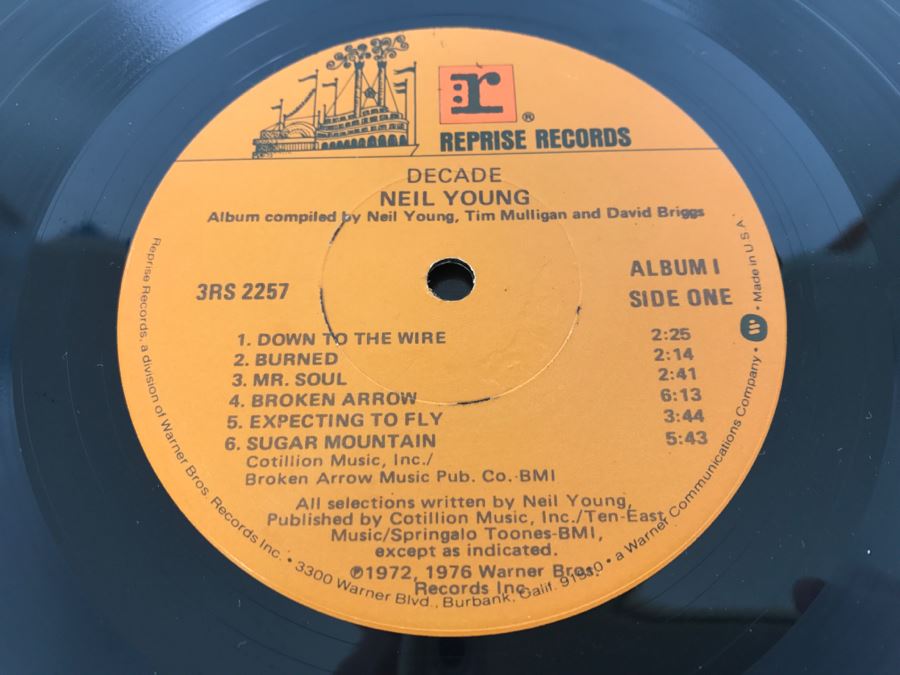 r ®
REPRISE RECORDS
DECADE
NEIL YOUNG
Album compiled by Neil Young, Tim Mulligan and David Briggs
3RS 2257
ALBUM I
SIDE ONE
1. DOWN TO THE WIRE 2:25
2. BURNED 2:14
3. MR. SOUL 2:41
4. BROKEN ARROW 6:13
5. EXPECTING TO FLY 3:44
6. SUGAR MOUNTAIN 5:43
Cotillion Music, Inc./
Broken Arrow Music Pub. Co.-BMI
All selections written by Neil Young,
Published by Cotillion Music, Inc./Ten-East
Music/Springalo Toones-BMI,
except as indicated.
℗1972, 1976 Warner Bros.
Records Inc.
Reprise Records, a division of Warner Bros. Records Inc. • 3300 Warner Blvd., Burbank, Calif. 91510 • a Warner Communications Company • W • Made in U S A